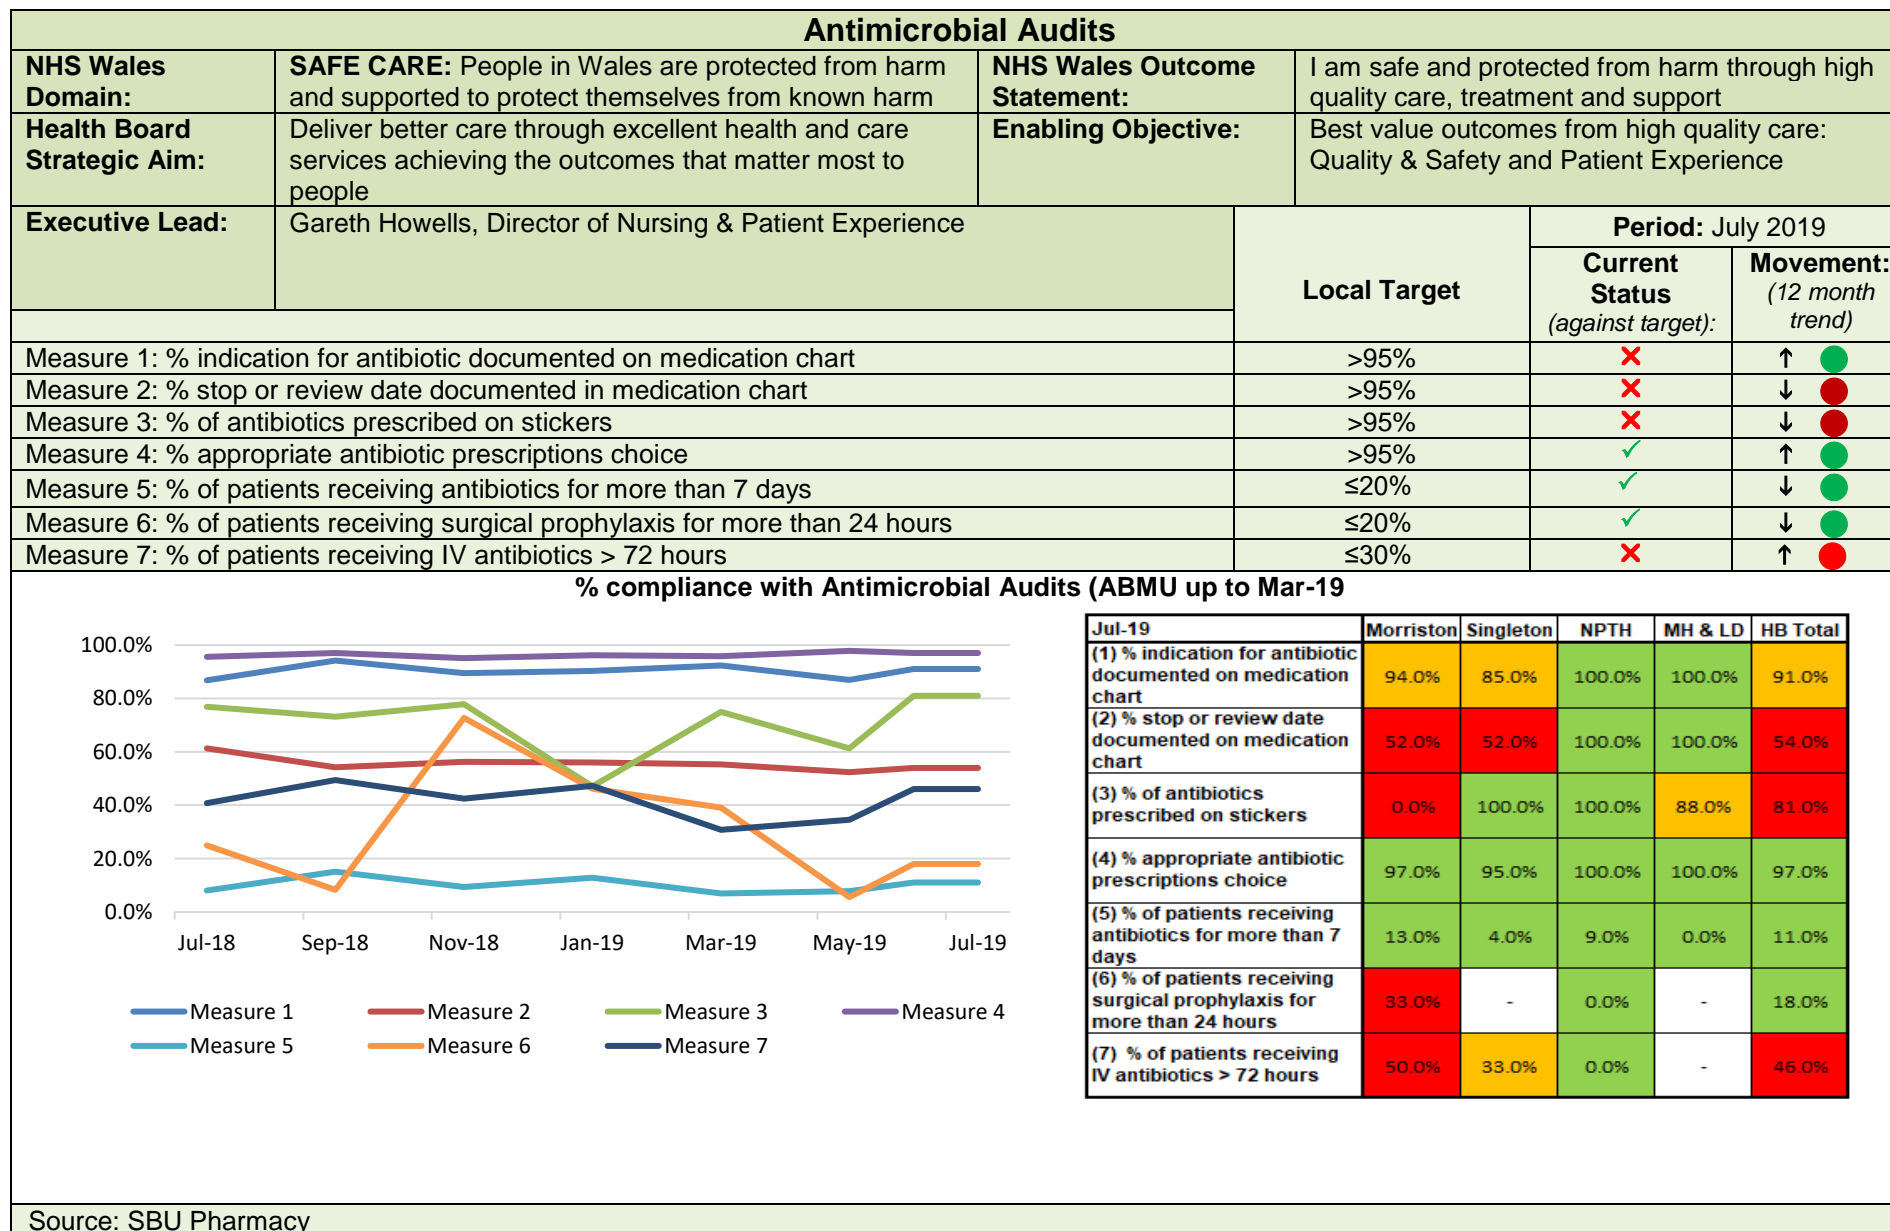 Antimicrobial Audits
NHS Wales
Domain:
SAFE CARE: People in Wales are protected from harm
and supported to protect themselves from known harm
NHS Wales Outcome
Statement:
I am safe and protected from harm through high
quality care, treatment and support
Health Board
Strategic Aim:
Deliver better care through excellent health and care
services achieving the outcomes that matter most to
people
Enabling Objective:
Best value outcomes from high quality care:
Quality & Safety and Patient Experience
Executive Lead:
Gareth Howells, Director of Nursing & Patient Experience
Local Target
Period: July 2019
Current
Status
(against target):
Movement:
(12 month
trend)
Measure 1: % indication for antibiotic documented on medication chart >95% ✕ ↑
Measure 2: % stop or review date documented in medication chart >95% ✕ ↓
Measure 3: % of antibiotics prescribed on stickers >95% ✕ ↓
Measure 4: % appropriate antibiotic prescriptions choice >95% ✓ ↑
Measure 5: % of patients receiving antibiotics for more than 7 days ≤20% ✓ ↓
Measure 6: % of patients receiving surgical prophylaxis for more than 24 hours ≤20% ✓ ↓
Measure 7: % of patients receiving IV antibiotics > 72 hours ≤30% ✕ ↑
% compliance with Antimicrobial Audits (ABMU up to Mar-19
100.0%
80.0%
60.0%
40.0%
20.0%
0.0%
Jul-18 Sep-18 Nov-18 Jan-19 Mar-19 May-19 Jul-19
Measure 1 Measure 2 Measure 3 Measure 4
Measure 5 Measure 6 Measure 7
Jul-19 Morriston Singleton NPTH MH & LD HB Total
(1) % indication for antibiotic
documented on medication
chart
94.0% 85.0% 100.0% 100.0% 91.0%
(2) % stop or review date
documented on medication
chart
52.0% 52.0% 100.0% 100.0% 54.0%
(3) % of antibiotics
prescribed on stickers
0.0% 100.0% 100.0% 88.0% 81.0%
(4) % appropriate antibiotic
prescriptions choice
97.0% 95.0% 100.0% 100.0% 97.0%
(5) % of patients receiving
antibiotics for more than 7
days
13.0% 4.0% 9.0% 0.0% 11.0%
(6) % of patients receiving
surgical prophylaxis for
more than 24 hours
33.0% - 0.0% - 18.0%
(7) % of patients receiving
IV antibiotics > 72 hours
50.0% 33.0% 0.0% - 46.0%
Source: SBU Pharmacy